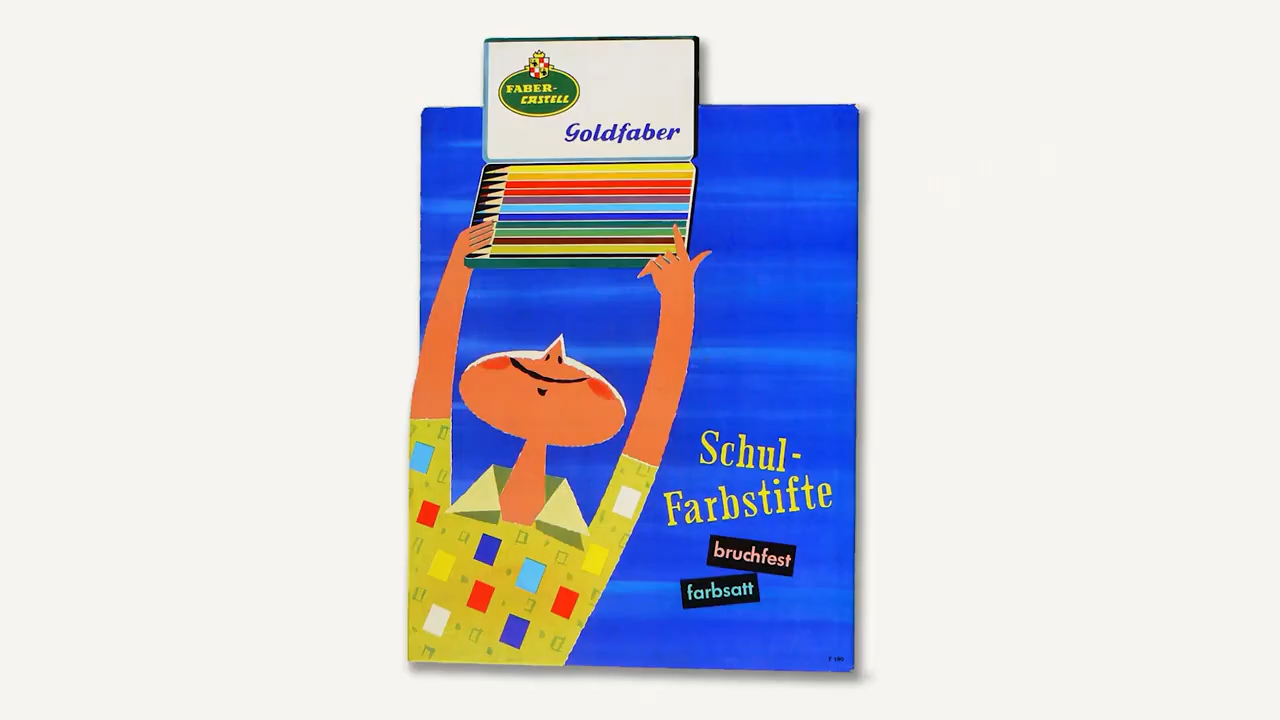 FABER-
CASTELL
Goldfaber
Schul-
Farbstifte
bruchfest
farbsatt